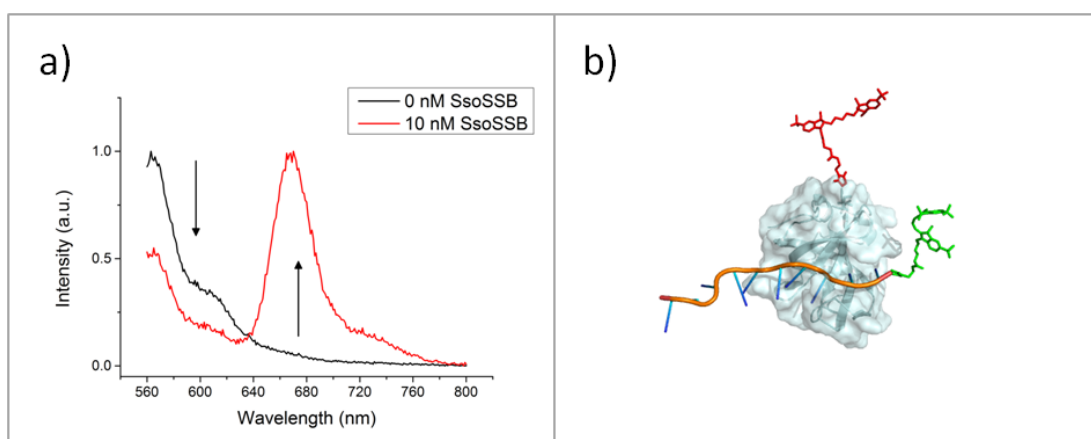 a)
0 nM SsoSSB
10 nM SsoSSB
1.0
0.5
0.0
Intensity (a.u.)
560 600 640 680 720 760 800
Wavelength (nm)
b)